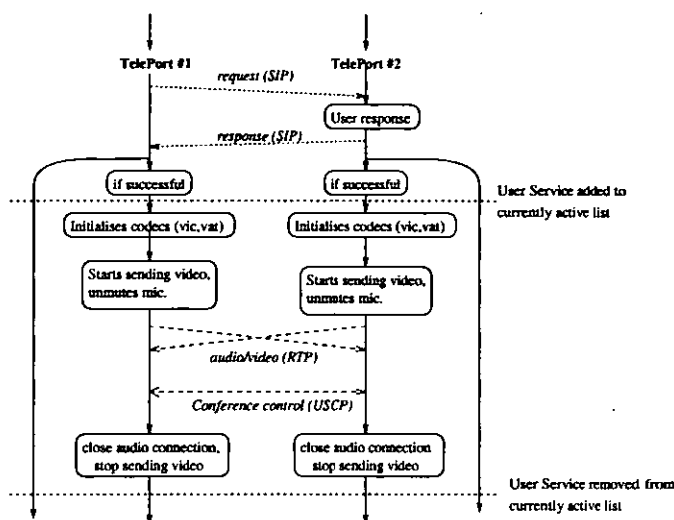 TelePort #1
TelePort #2
request (SIP)
User response
response (SIP)
if successful
if successful
User Service added to
currently active list
Initialises codecs (vic,vat)
Initialises codecs (vic,vat)
Starts sending video,
unmutes mic.
Starts sending video,
unmutes mic.
audio/video (RTP)
Conference control (USCP)
close audio connection,
stop sending video
close audio connection
stop sending video
User Service removed from
currently active list